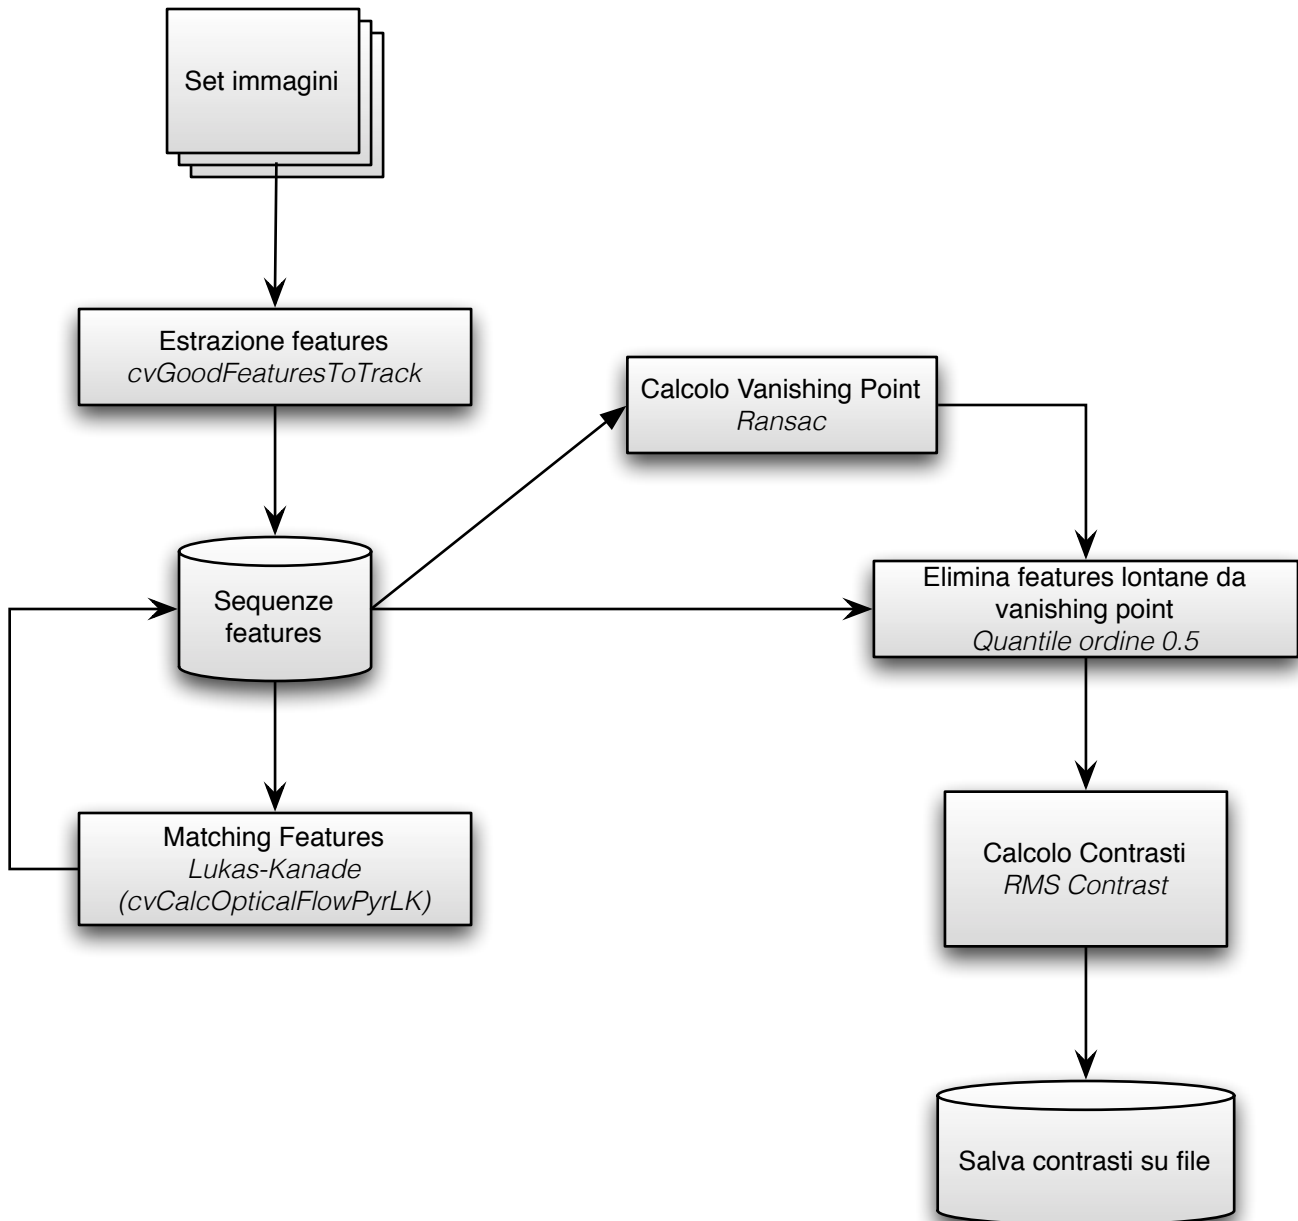 Set immagini
Estrazione features
cvGoodFeaturesToTrack
Calcolo Vanishing Point
Ransac
Sequenze
features
Elimina features lontane da
vanishing point
Quantile ordine 0.5
Matching Features
Lukas-Kanade
(cvCalcOpticalFlowPyrLK)
Calcolo Contrasti
RMS Contrast
Salva contrasti su file